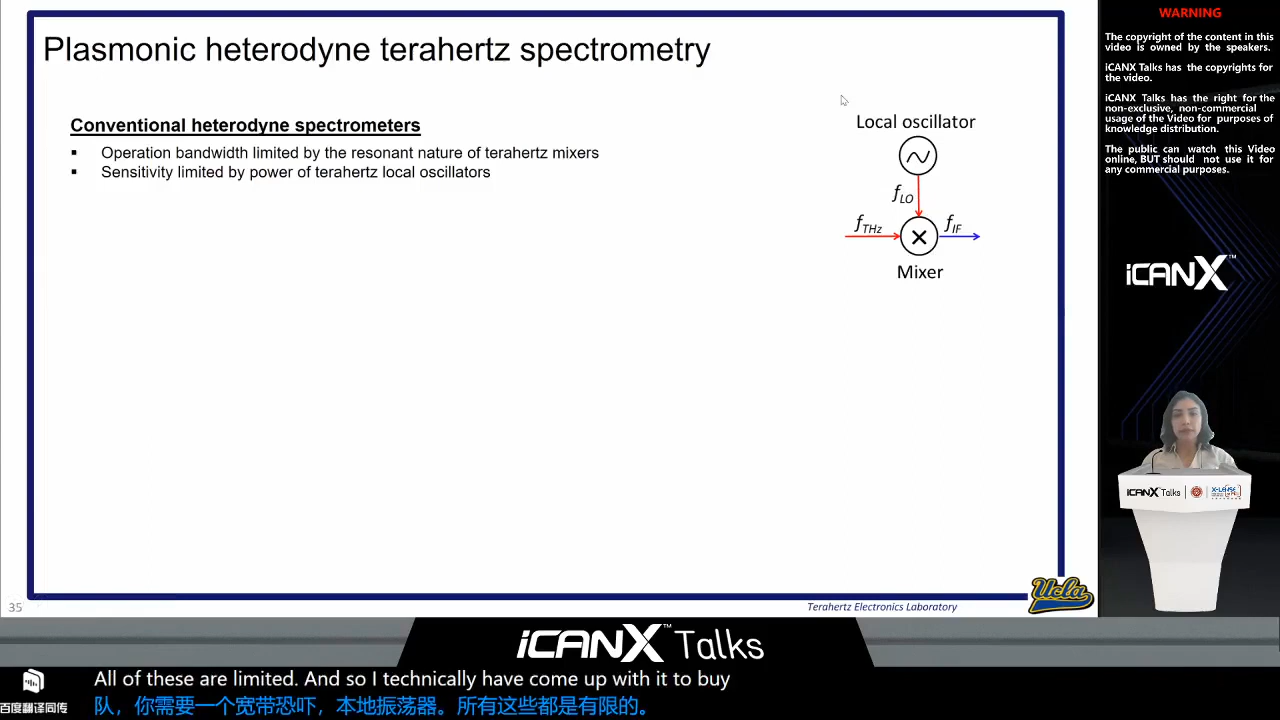 Plasmonic heterodyne terahertz spectrometry
Conventional heterodyne spectrometers
▪ Operation bandwidth limited by the resonant nature of terahertz mixers
▪ Sensitivity limited by power of terahertz local oscillators
Local oscillator
fLO
fTHz
fIF
Mixer
35
Terahertz Electronics Laboratory
Ucla
WARNING
The copyright of the content in this
video is owned by the speakers.
iCANX Talks has the copyrights for
the video.
iCANX Talks has the right for the
non-exclusive, non-commercial
usage of the Video for purposes of
knowledge distribution.
The public can watch this Video
online, BUT should not use it for
any commercial purposes.
iCANX™
iCANX Talks
X-LENSE
iCANX™ Talks
All of these are limited. And so I technically have come up with it to buy
队，你需要一个宽带恐吓，本地振荡器。所有这些都是有限的。
百度翻译同传